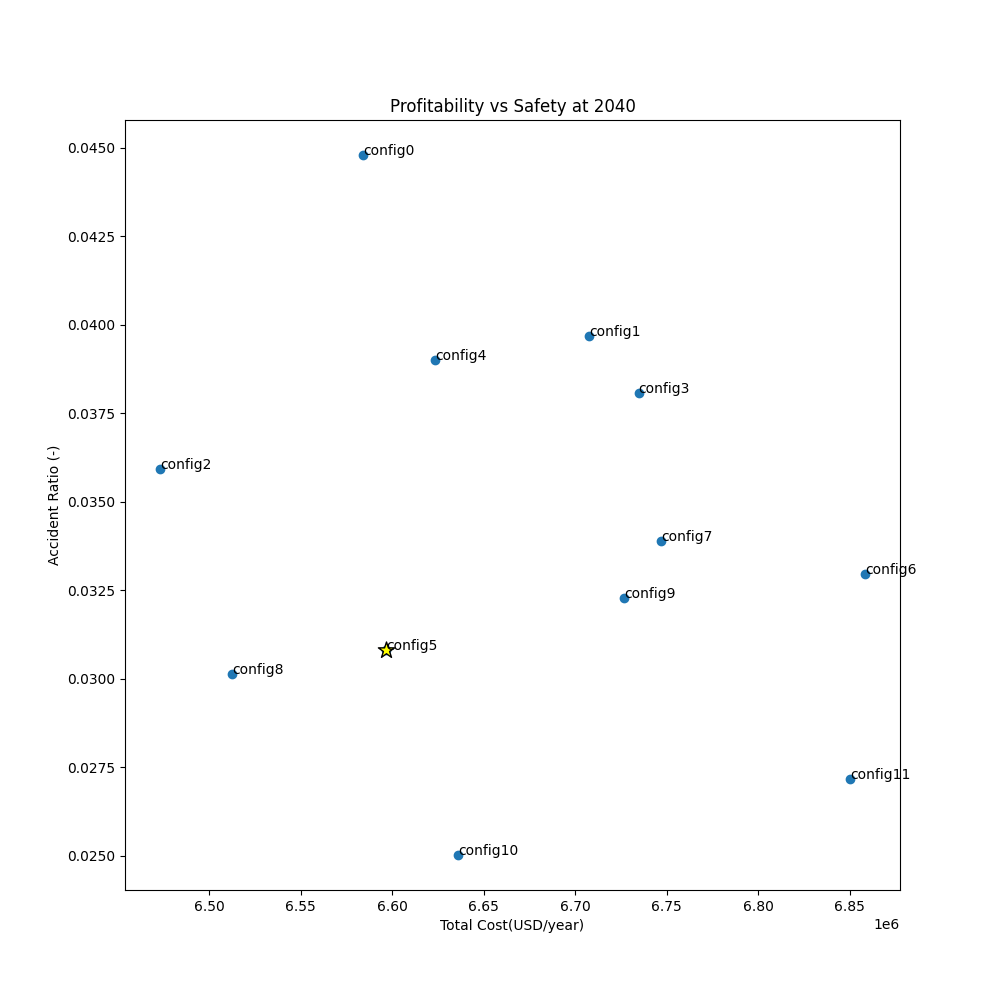 Profitability vs Safety at 2040
0.0450
0.0425
0.0400
0.0375
0.0350
0.0325
0.0300
0.0275
0.0250
Accident Ratio (-)
config0
config1
config4
config3
config2
config7
config6
config9
config5
config8
config11
config10
6.50 6.55 6.60 6.65 6.70 6.75 6.80 6.85
1e6
Total Cost(USD/year)